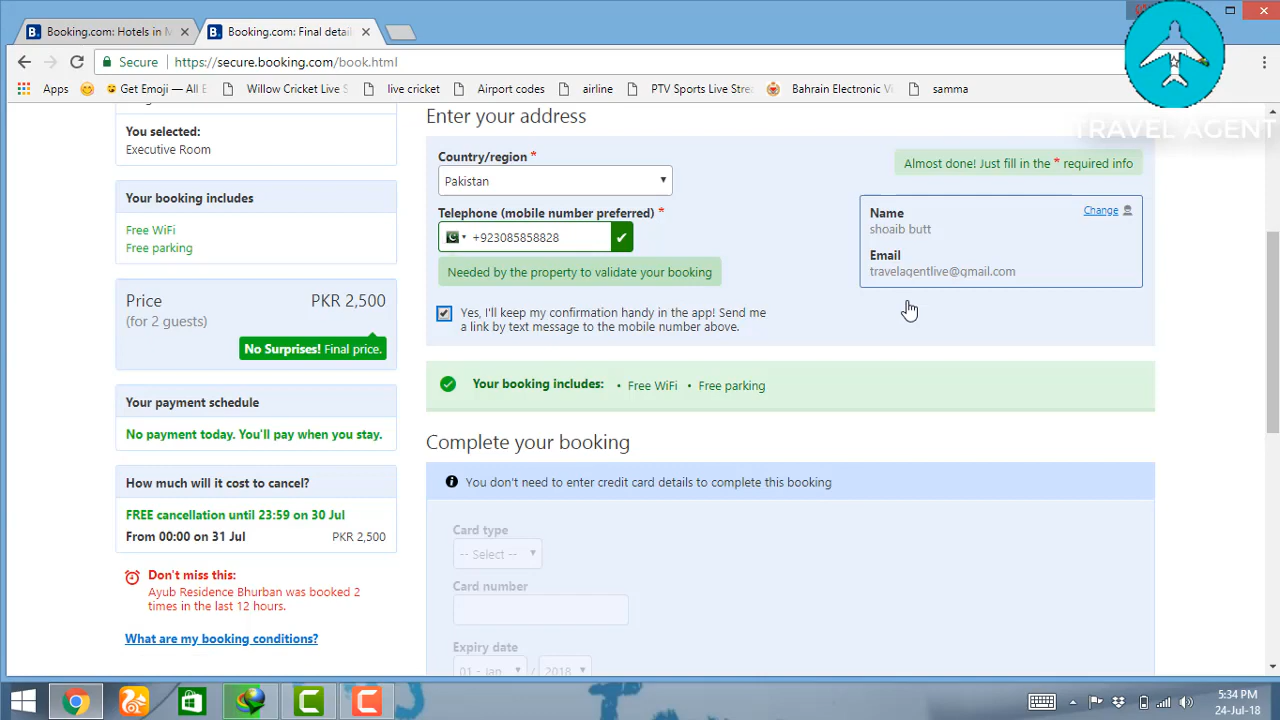 Booking.com: Hotels in M
Booking.com: Final detai
Secure
https://secure.booking.com/book.html
Apps
Get Emoji — All E
Willow Cricket Live S
live cricket
Airport codes
airline
PTV Sports Live Stre
Bahrain Electronic V
samma
TRAVEL AGENT
You selected:
Executive Room
Your booking includes
Free WiFi
Free parking
Price PKR 2,500
(for 2 guests)
No Surprises! Final price.
Your payment schedule
No payment today. You'll pay when you stay.
How much will it cost to cancel?
FREE cancellation until 23:59 on 30 Jul
From 00:00 on 31 Jul PKR 2,500
Don't miss this:
Ayub Residence Bhurban was booked 2
times in the last 12 hours.
What are my booking conditions?
Enter your address
Country/region *
Pakistan
Telephone (mobile number preferred) *
+923085858828
Needed by the property to validate your booking
Yes, I'll keep my confirmation handy in the app! Send me
a link by text message to the mobile number above.
Almost done! Just fill in the * required info
Name
Change
shoaib butt
Email
travelagentlive@gmail.com
Your booking includes: • Free WiFi • Free parking
Complete your booking
You don't need to enter credit card details to complete this booking
Card type
-- Select --
Card number
Expiry date
01 - Jan / 2018
5:34 PM
24-Jul-18